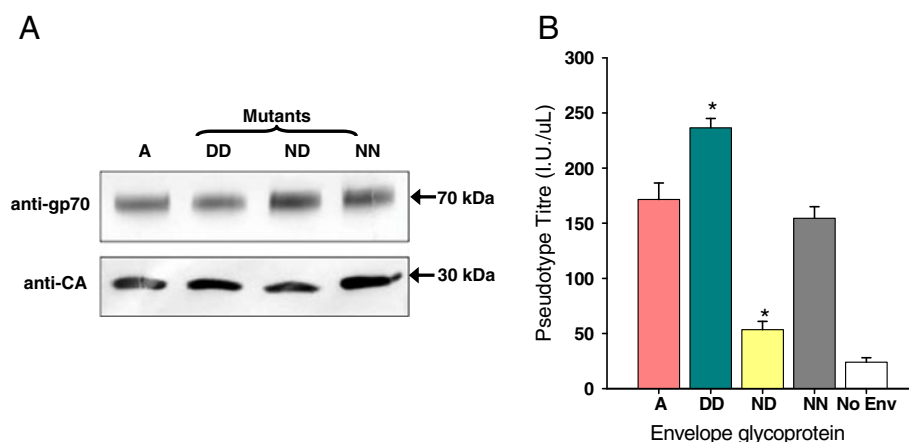 A
Mutants
A DD ND NN
anti-gp70
70 kDa
anti-CA
30 kDa
B
Pseudotype Titre (I.U./uL)
300
250
200
150
100
50
0
*
*
A DD ND NN No Env
Envelope glycoprotein